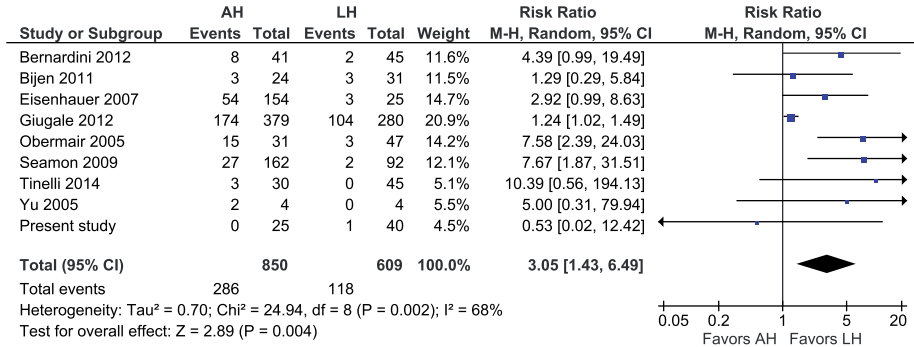 AH LH Risk Ratio Risk Ratio
Study or Subgroup Events Total Events Total Weight M-H, Random, 95% CI M-H, Random, 95% CI
Bernardini 2012 8 41 2 45 11.6% 4.39 [0.99, 19.49]
Bijen 2011 3 24 3 31 11.5% 1.29 [0.29, 5.84]
Eisenhauer 2007 54 154 3 25 14.7% 2.92 [0.99, 8.63]
Giugale 2012 174 379 104 280 20.9% 1.24 [1.02, 1.49]
Obermair 2005 15 31 3 47 14.1% 7.58 [2.39, 24.03]
Seamon 2009 27 162 2 92 12.1% 7.67 [1.87, 31.51]
Tinelli 2014 3 30 0 45 5.1% 10.39 [0.56, 194.13]
Yu 2005 2 4 0 4 5.5% 5.00 [0.31, 79.94]
Present study 0 25 1 40 4.5% 0.53 [0.02, 12.42]
Total (95% CI) 850 609 100.0% 3.05 [1.43, 6.49]
Total events 286 118
Heterogeneity: Tau² = 0.70; Chi² = 24.94, df = 8 (P = 0.002); I² = 68%
Test for overall effect: Z = 2.89 (P = 0.004)
0.05 0.2 1 5 20
Favors AH Favors LH